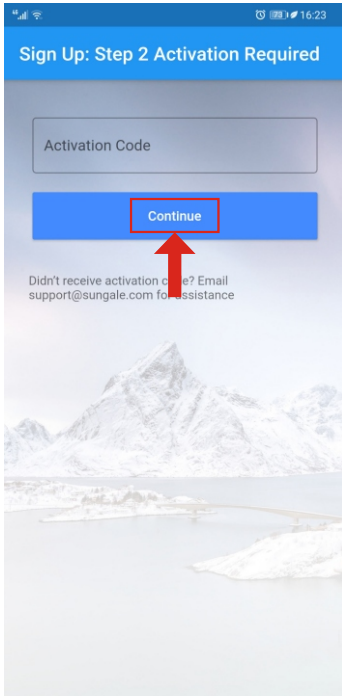 16:23
Sign Up: Step 2 Activation Required
Activation Code
Continue
Didn't receive activation? Email
support@sungale.com for assistance